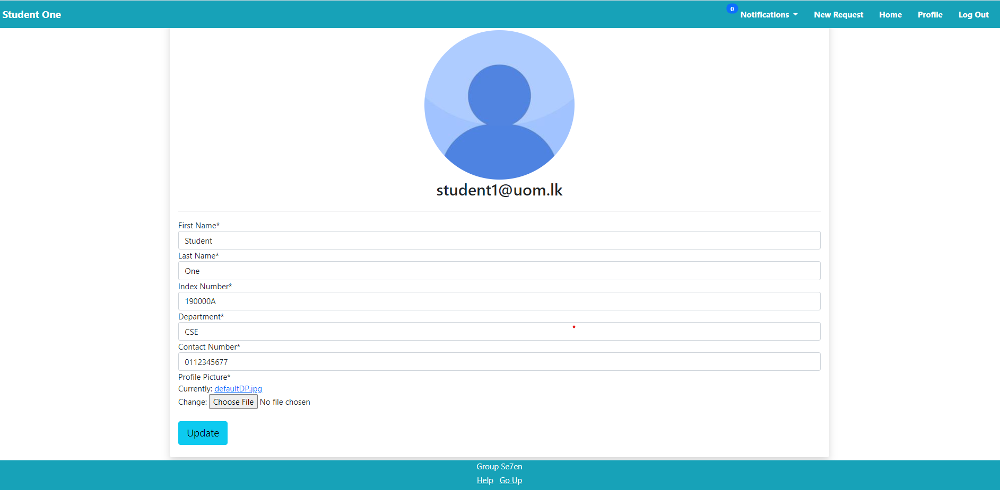 Student One
0
Notifications
New Request
Home
Profile
Log Out
student1@uom.lk
First Name*
Student
Last Name*
One
Index Number*
190000A
Department*
CSE
Contact Number*
0112345677
Profile Picture*
Currently: defaultDP.jpg
Change: Choose File No file chosen
Update
Group Se7en
Help Go Up